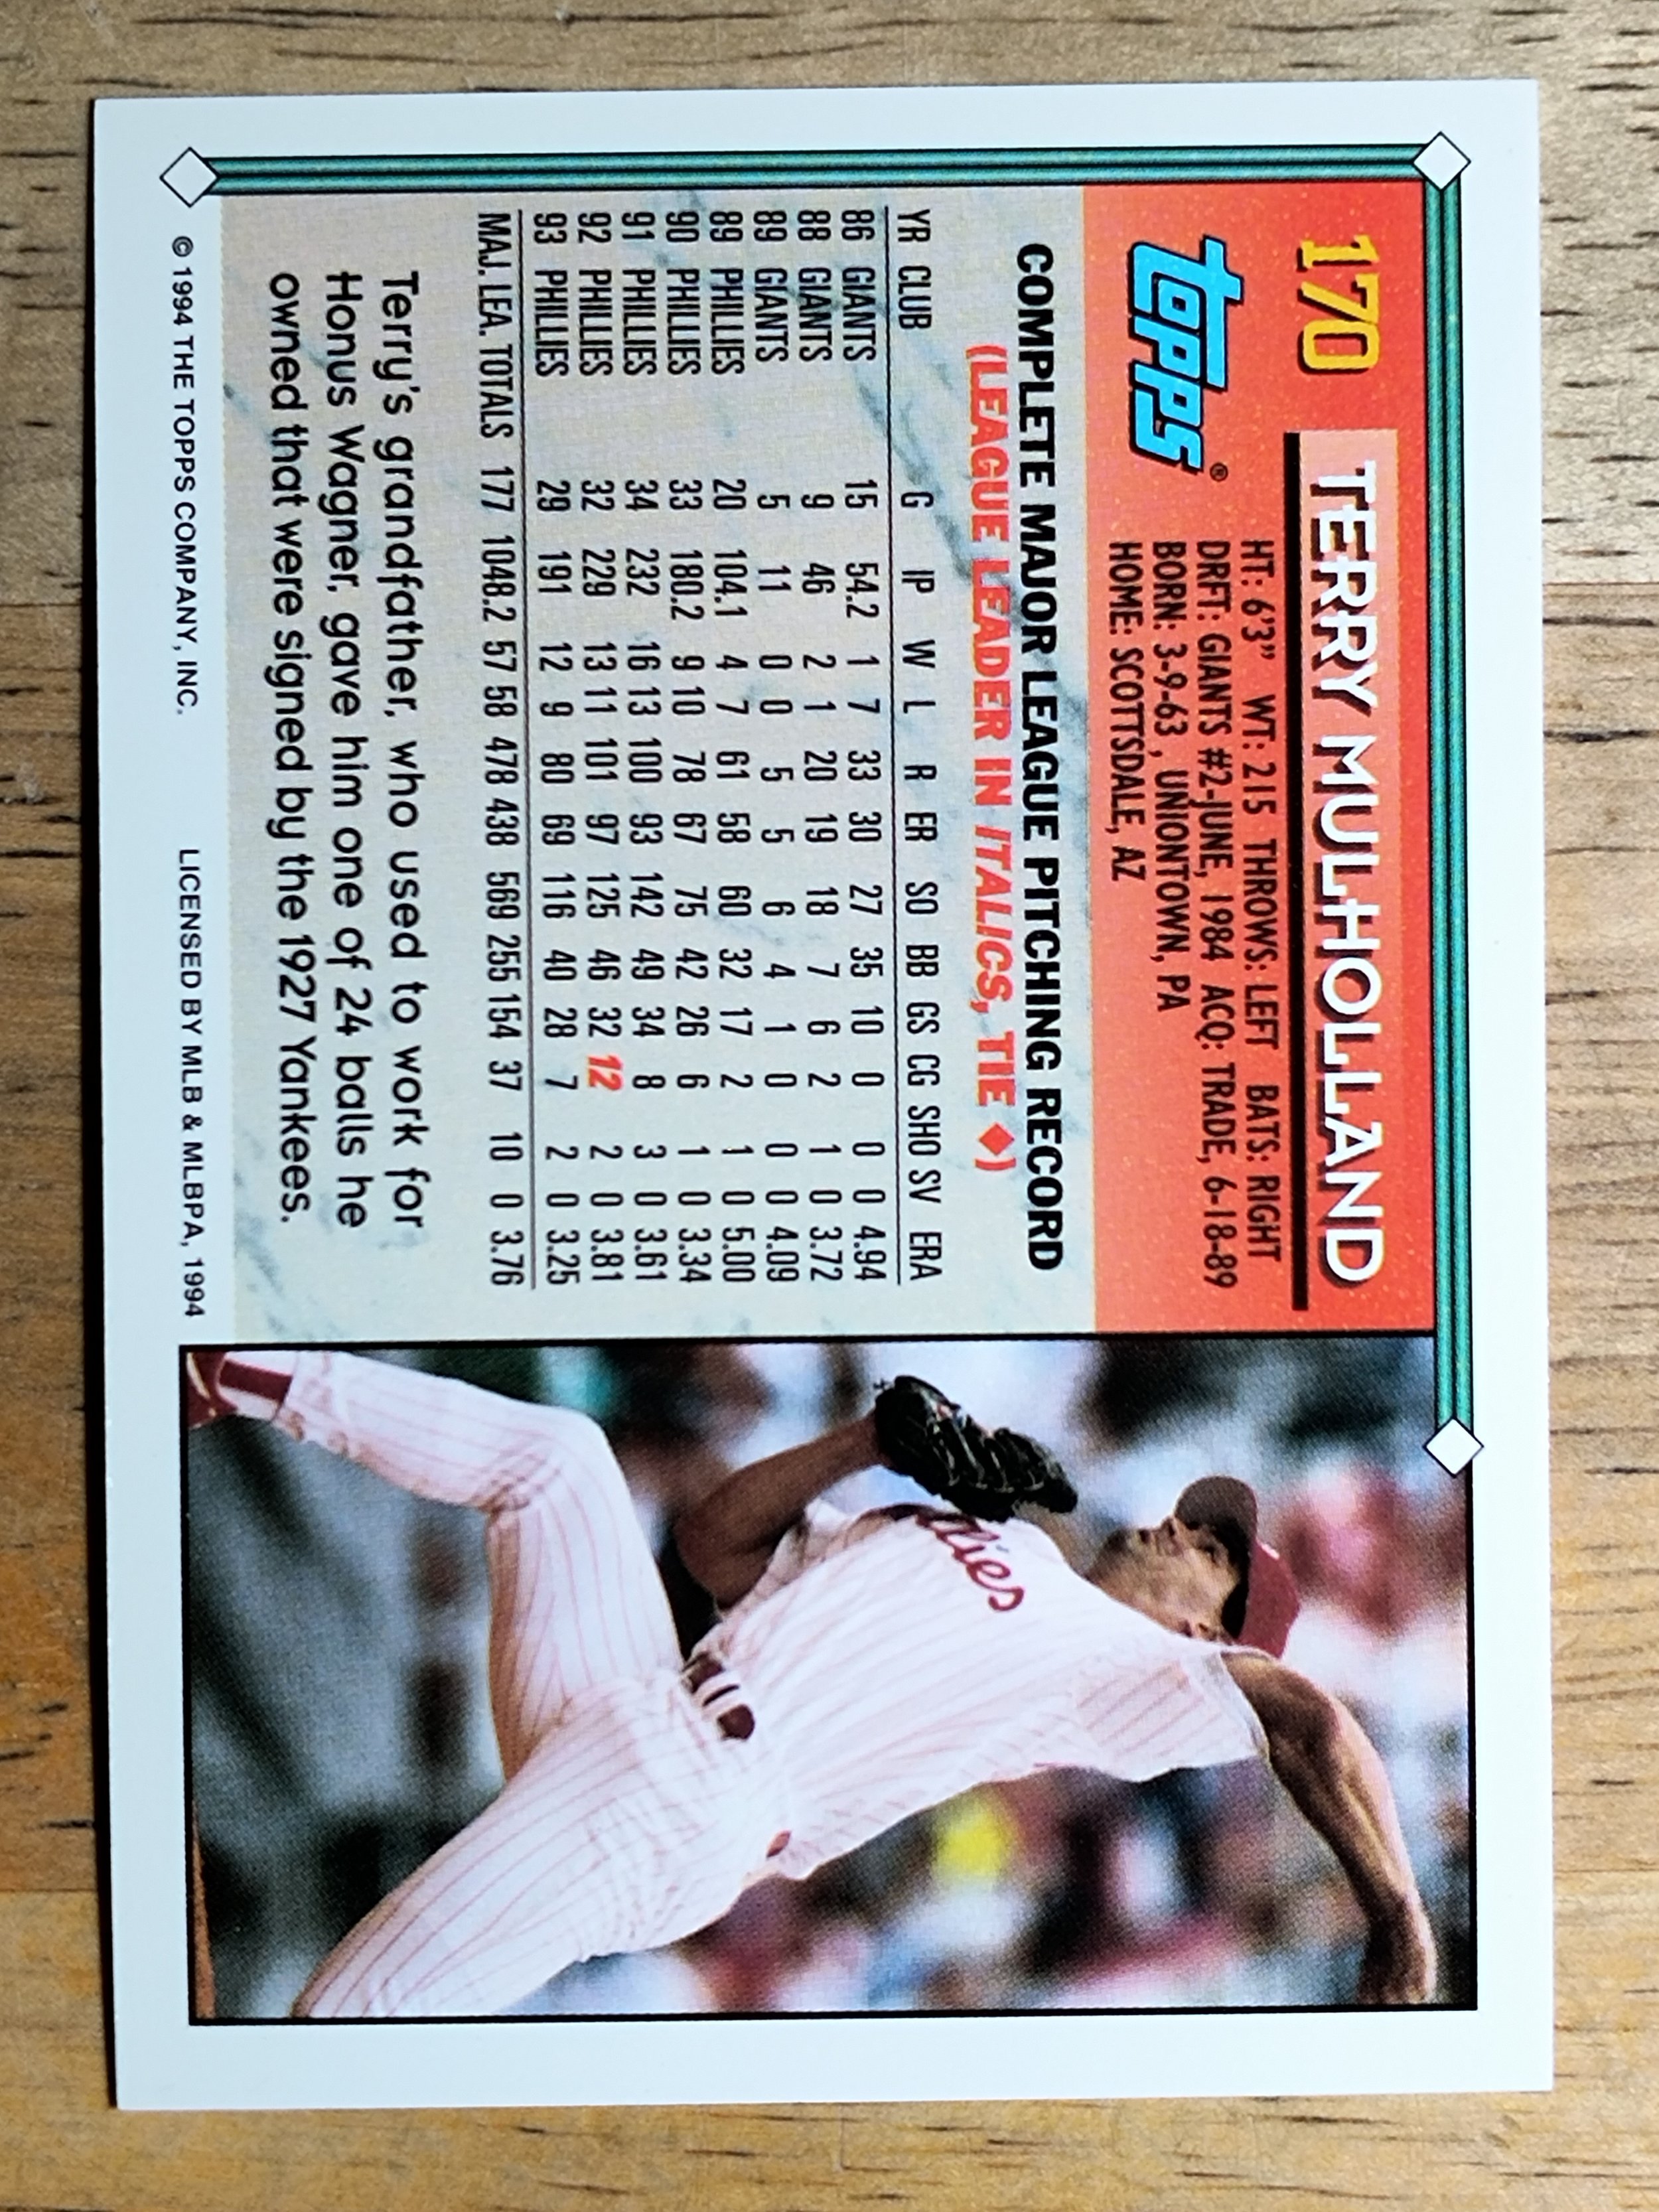 170 TERRY MULHOLLAND
topps®
HT: 6'3" WT: 215 THROWS: LEFT BATS: RIGHT
DRFT: GIANTS #2-JUNE, 1984 ACQ: TRADE, 6-18-89
BORN: 3-9-63, UNIONTOWN, PA
HOME: SCOTTSDALE, AZ
COMPLETE MAJOR LEAGUE PITCHING RECORD
(LEAGUE LEADER IN ITALICS, TIE ♦)
YR CLUB G IP W L R ER SO BB GS CG SHO SV ERA
86 GIANTS 15 54.2 1 7 33 30 27 35 10 0 0 0 4.94
88 GIANTS 9 46 2 1 20 19 18 7 6 2 1 0 3.72
89 GIANTS 5 11 0 0 5 5 6 4 1 0 0 0 4.09
89 PHILLIES 20 104.1 4 7 61 58 60 32 17 2 1 0 5.00
90 PHILLIES 33 180.2 9 10 78 67 75 42 26 6 1 0 3.34
91 PHILLIES 34 232 16 13 100 93 142 49 34 8 3 0 3.61
92 PHILLIES 32 229 13 11 101 97 125 46 32 12 2 0 3.81
93 PHILLIES 29 191 12 9 80 69 116 40 28 7 2 0 3.25
MAJ. LEA. TOTALS 177 1048.2 57 58 478 438 569 255 154 37 10 0 3.76
Terry's grandfather, who used to work for
Honus Wagner, gave him one of 24 balls he
owned that were signed by the 1927 Yankees.
© 1994 THE TOPPS COMPANY, INC. LICENSED BY MLB & MLBPA, 1994